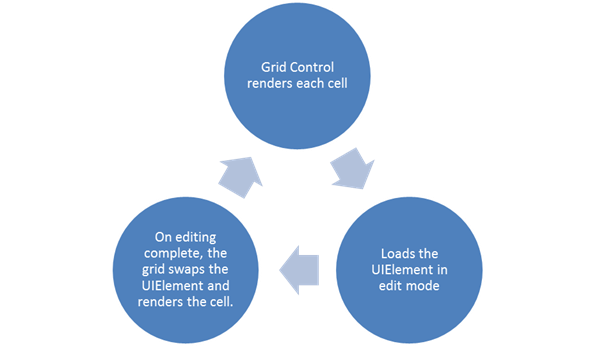 Grid Control
renders each cell
Loads the
UIElement in
edit mode
On editing
complete, the
grid swaps the
UIElement and
renders the cell.